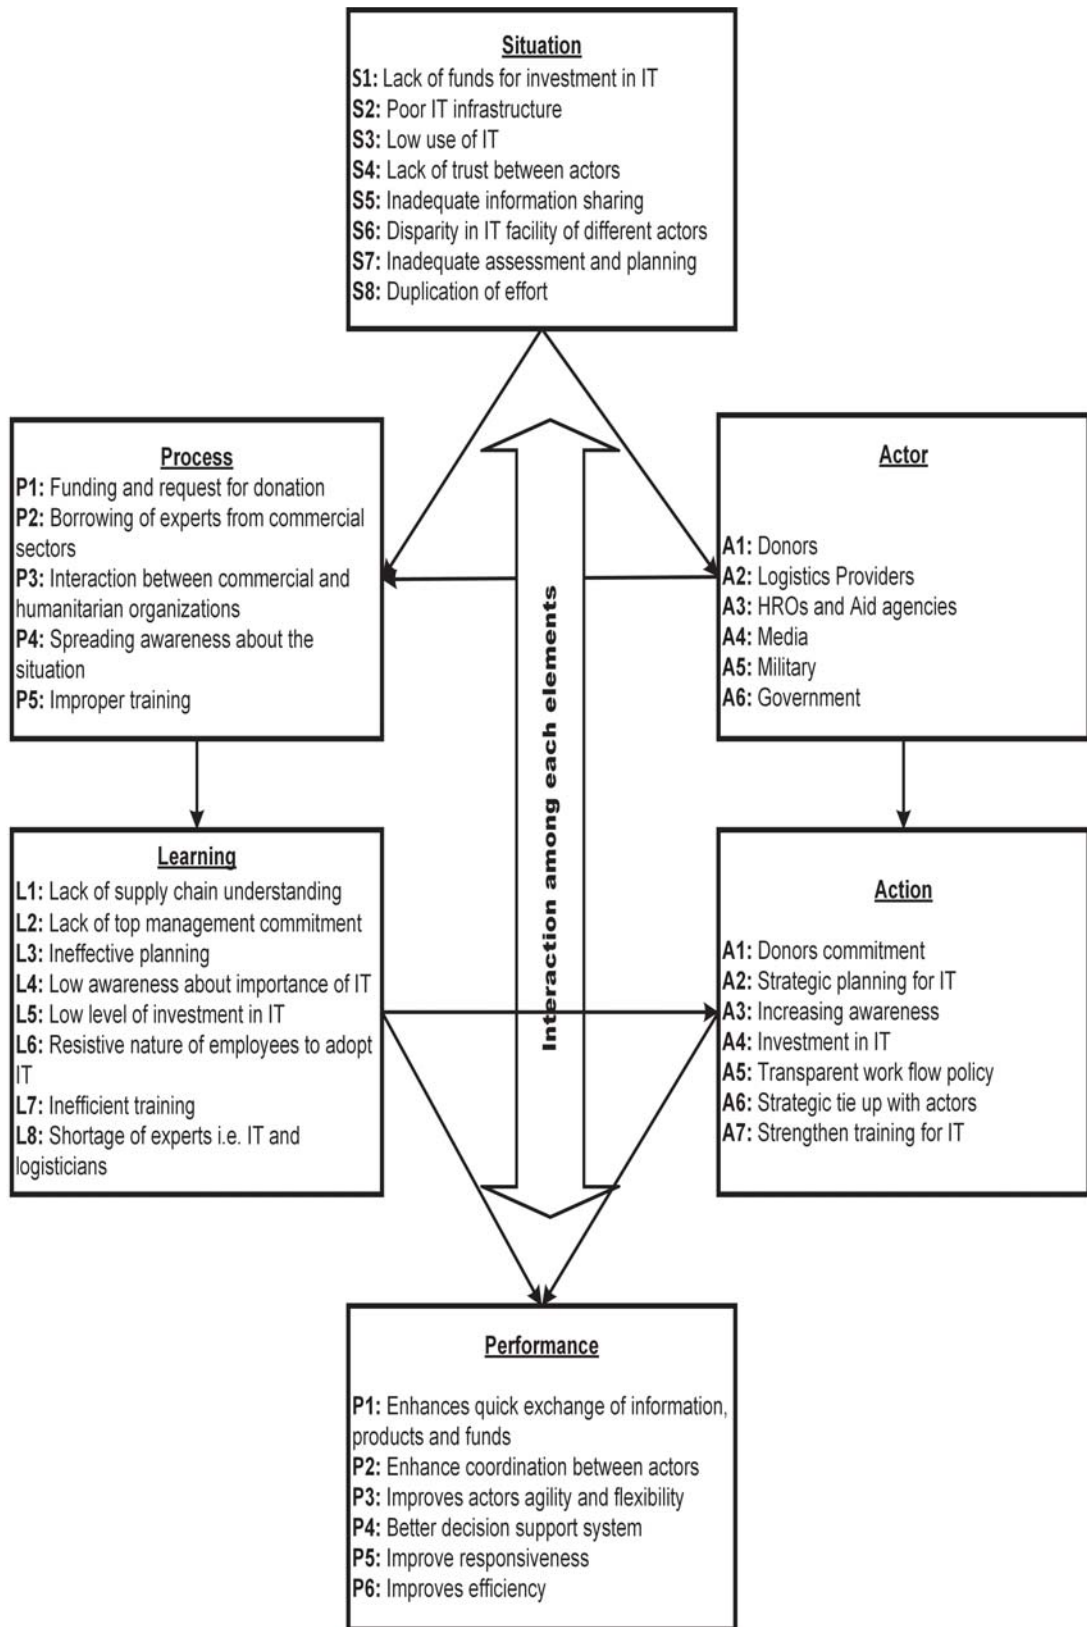 Situation
S1: Lack of funds for investment in IT
S2: Poor IT infrastructure
S3: Low use of IT
S4: Lack of trust between actors
S5: Inadequate information sharing
S6: Disparity in IT facility of different actors
S7: Inadequate assessment and planning
S8: Duplication of effort
Process
P1: Funding and request for donation
P2: Borrowing of experts from commercial
sectors
P3: Interaction between commercial and
humanitarian organizations
P4: Spreading awareness about the
situation
P5: Improper training
Interaction among each elements
Actor
A1: Donors
A2: Logistics Providers
A3: HROs and Aid agencies
A4: Media
A5: Military
A6: Government
Learning
L1: Lack of supply chain understanding
L2: Lack of top management commitment
L3: Ineffective planning
L4: Low awareness about importance of IT
L5: Low level of investment in IT
L6: Resistive nature of employees to adopt
IT
L7: Inefficient training
L8: Shortage of experts i.e. IT and
logisticians
Action
A1: Donors commitment
A2: Strategic planning for IT
A3: Increasing awareness
A4: Investment in IT
A5: Transparent work flow policy
A6: Strategic tie up with actors
A7: Strengthen training for IT
Performance
P1: Enhances quick exchange of information,
products and funds
P2: Enhance coordination between actors
P3: Improves actors agility and flexibility
P4: Better decision support system
P5: Improve responsiveness
P6: Improves efficiency